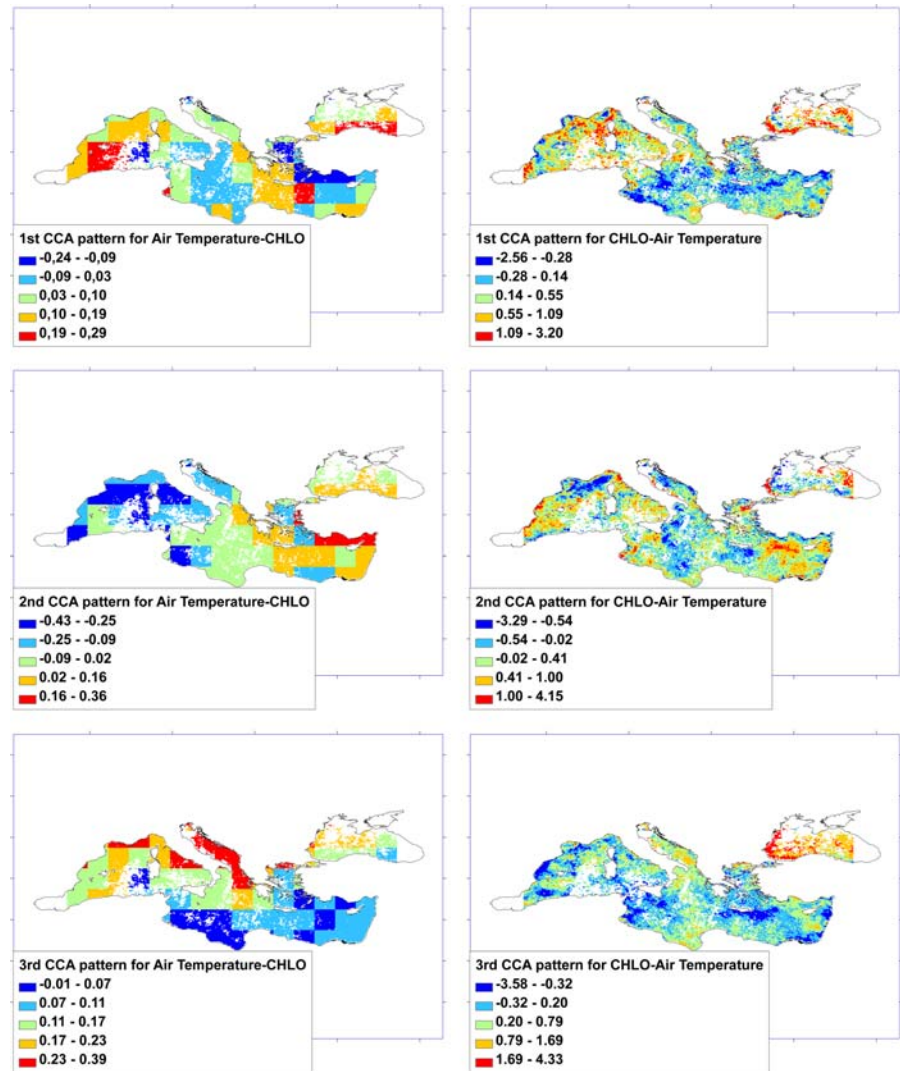 1st CCA pattern for Air Temperature-CHLO
-0,24 - -0,09
-0,09 - 0,03
0,03 - 0,10
0,10 - 0,19
0,19 - 0,29
1st CCA pattern for CHLO-Air Temperature
-2.56 - -0.28
-0.28 - 0.14
0.14 - 0.55
0.55 - 1.09
1.09 - 3.20
2nd CCA pattern for Air Temperature-CHLO
-0.43 - -0.25
-0.25 - -0.09
-0.09 - 0.02
0.02 - 0.16
0.16 - 0.36
2nd CCA pattern for CHLO-Air Temperature
-3.29 - -0.54
-0.54 - -0.02
-0.02 - 0.41
0.41 - 1.00
1.00 - 4.15
3rd CCA pattern for Air Temperature-CHLO
-0.01 - 0.07
0.07 - 0.11
0.11 - 0.17
0.17 - 0.23
0.23 - 0.39
3rd CCA pattern for CHLO-Air Temperature
-3.58 - -0.32
-0.32 - 0.20
0.20 - 0.79
0.79 - 1.69
1.69 - 4.33